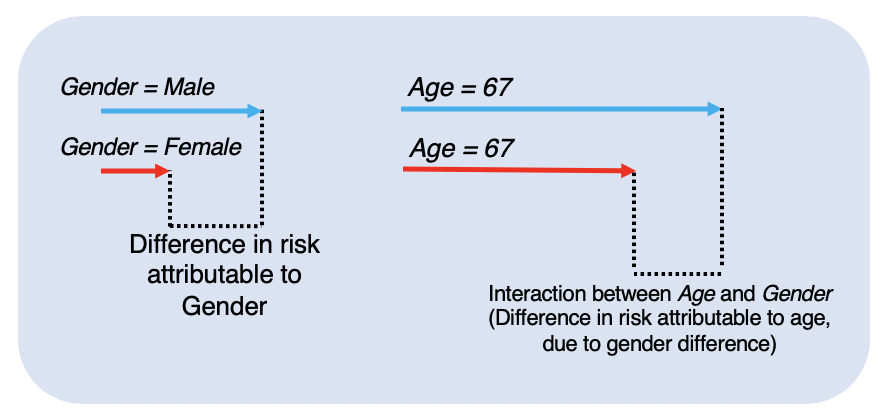 Gender = Male
Gender = Female
Difference in risk
attributable to
Gender
Age = 67
Age = 67
Interaction between Age and Gender
(Difference in risk attributable to age,
due to gender difference)